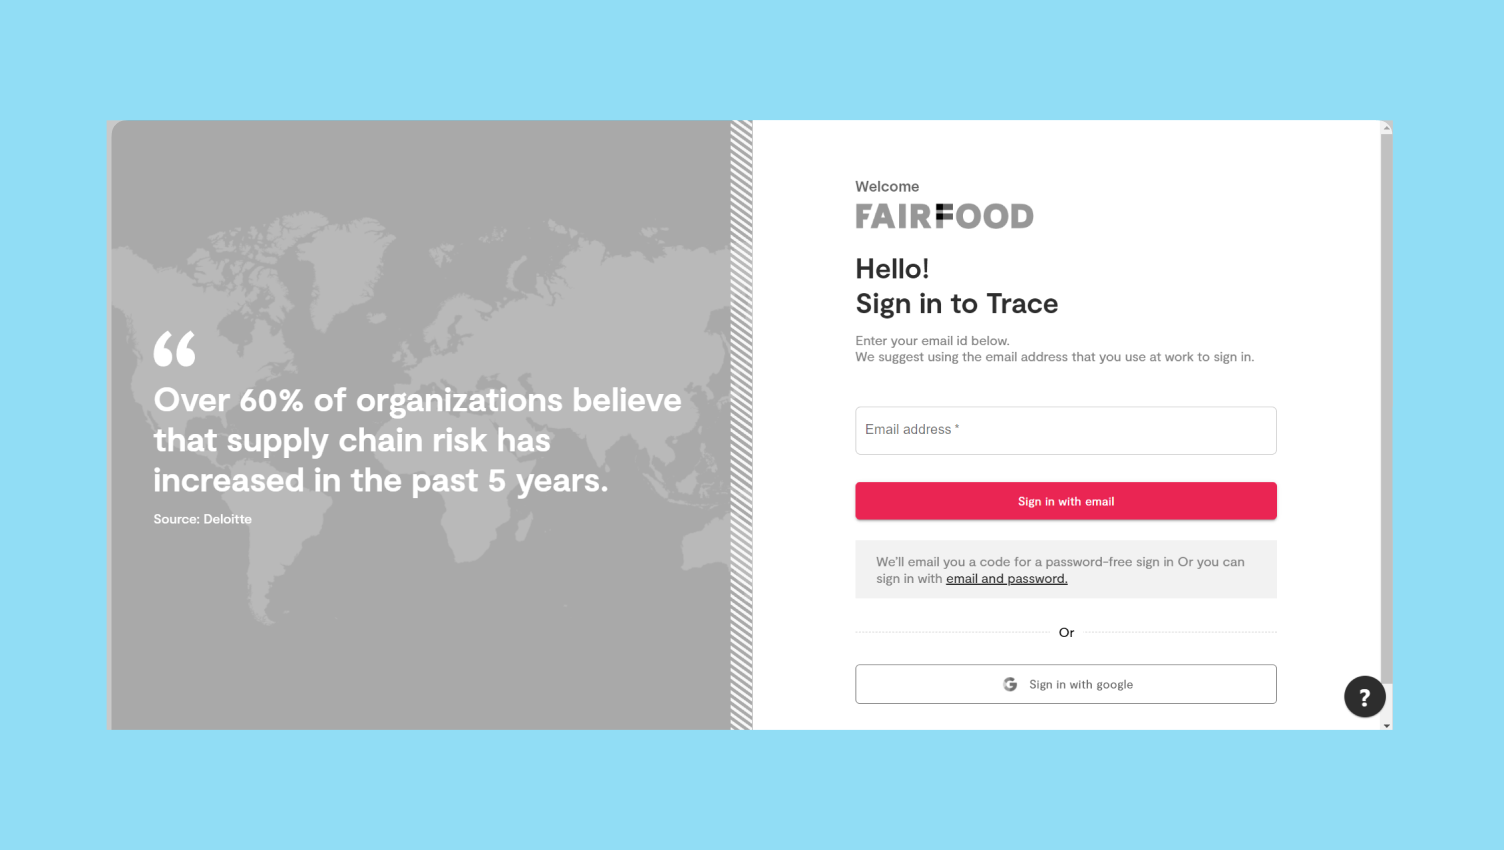 “
Over 60% of organizations believe
that supply chain risk has
increased in the past 5 years.
Source: Deloitte
Welcome
FAIRFOOD
Hello!
Sign in to Trace
Enter your email id below.
We suggest using the email address that you use at work to sign in.
Email address *
Sign in with email
We'll email you a code for a password-free sign in Or you can
sign in with email and password.
Or
G Sign in with google
?